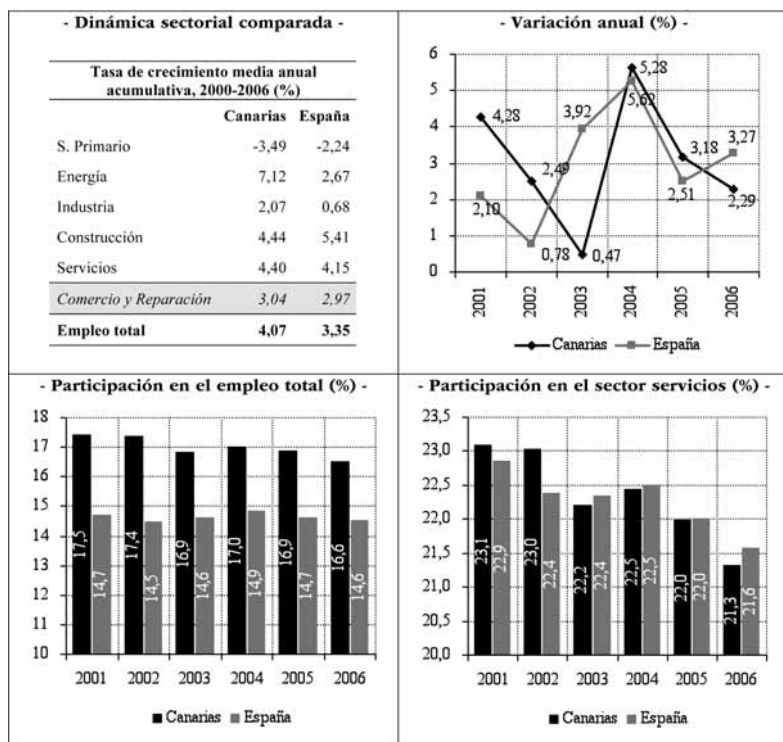 - Dinámica sectorial comparada -
Tasa de crecimiento media anual
acumulativa, 2000-2006 (%)
Canarias España
S. Primario -3,49 -2,24
Energía 7,12 2,67
Industria 2,07 0,68
Construcción 4,44 5,41
Servicios 4,40 4,15
Comercio y Reparación 3,04 2,97
Empleo total 4,07 3,35
- Variación anual (%) -
6
5
4
3
2
1
0
4,28
2,49
0,47
5,28
3,18
2,29
2,10
0,78
3,92
5,62
2,51
3,27
2001 2002 2003 2004 2005 2006
Canarias España
- Participación en el empleo total (%) -
18
17
16
15
14
13
12
11
10
17,5 14,7 17,4 14,5 16,9 14,6 17,0 14,9 16,9 14,7 16,6 14,6
2001 2002 2003 2004 2005 2006
Canarias España
- Participación en el sector servicios (%) -
23,5
23,0
22,5
22,0
21,5
21,0
20,5
20,0
23,1 22,9 23,0 22,4 22,2 22,4 22,5 22,5 22,0 22,0 21,3 21,6
2001 2002 2003 2004 2005 2006
Canarias España